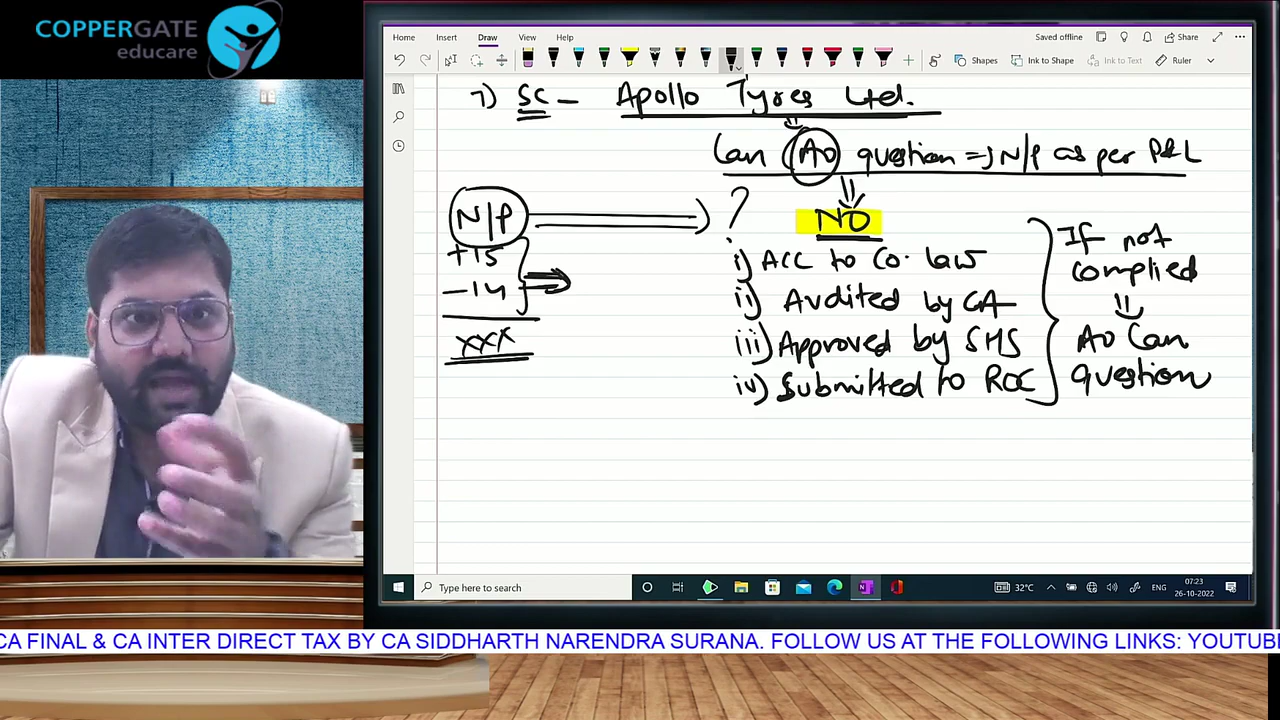 COPPERGATE
educare
Home Insert Draw View Help
Saved offline
Share
Shapes
Ink to Shape
Ink to Text
Ruler
7) SC - Apollo Tyres Ltd.
Can AO question => N/P as per P&L
N/P
?
NO
+15
-14
xxx
i) ACC to Co. law
ii) Audited by CA
iii) Approved by SHS
iv) Submitted to ROC
If not
complied
AO Can
question
Type here to search
32°C
ENG
07:23
26-10-2022
CA FINAL & CA INTER DIRECT TAX BY CA SIDDHARTH NARENDRA SURANA. FOLLOW US AT THE FOLLOWING LINKS: YOUTUBE